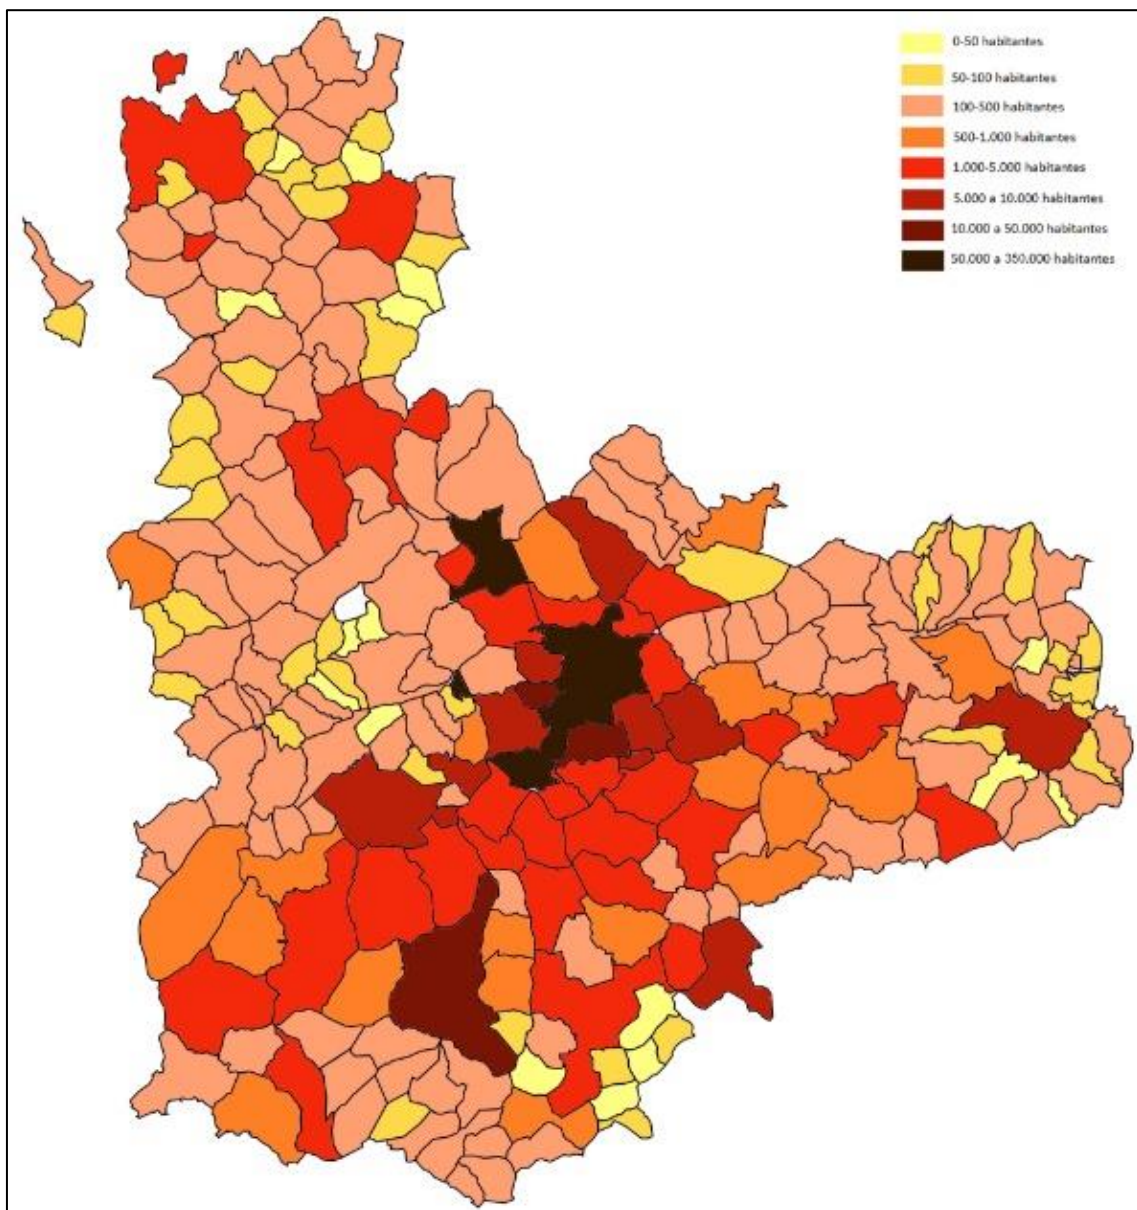 0-50 habitantes
50-100 habitantes
100-500 habitantes
500-1.000 habitantes
1.000-5.000 habitantes
5.000 a 10.000 habitantes
10.000 a 50.000 habitantes
50.000 a 350.000 habitantes